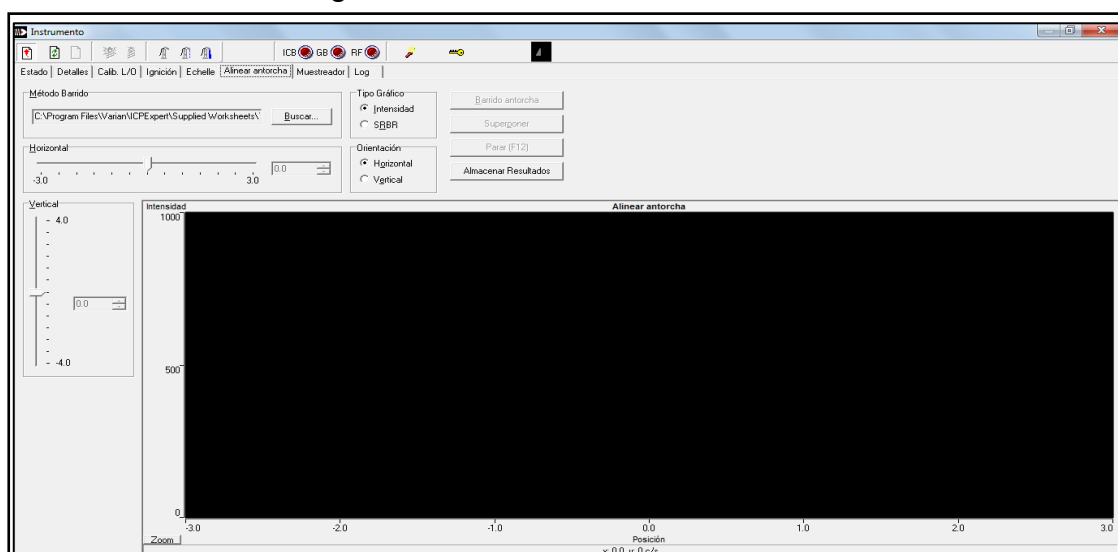 Instrumento
ICB GB RF
Estado Detalles Calib. L/O Ignición Echelle Alinear antorcha Muestreador Log
Método Barrido
C:\Program Files\Varian\ICPExpert\Supplied Worksheets\
Buscar...
Tipo Gráfico
Intensidad
SRBR
Barrido antorcha
Superponer
Horizontal
-3.0 3.0
0.0
Orientación
Horizontal
Vertical
Parar (F12)
Almacenar Resultados
Vertical
4.0
0.0
-4.0
Intensidad
Alinear antorcha
1000
500
0
-3.0 -2.0 -1.0 0.0 1.0 2.0 3.0
Zoom
Posición